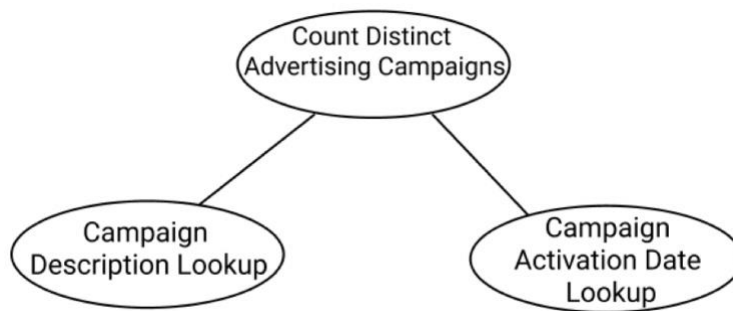 Count Distinct
Advertising Campaigns
Campaign
Description Lookup
Campaign
Activation Date
Lookup